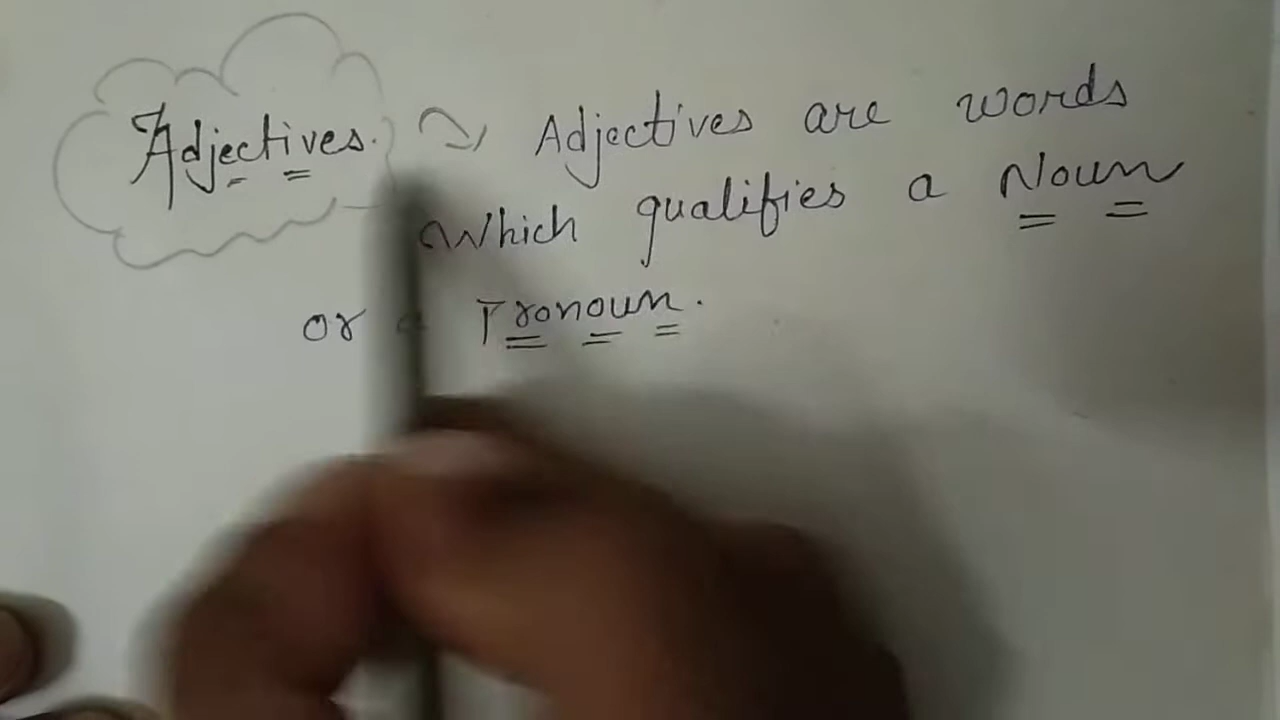 Adjectives. Adjectives are words
Which qualifies a Noun
or a Pronoun.